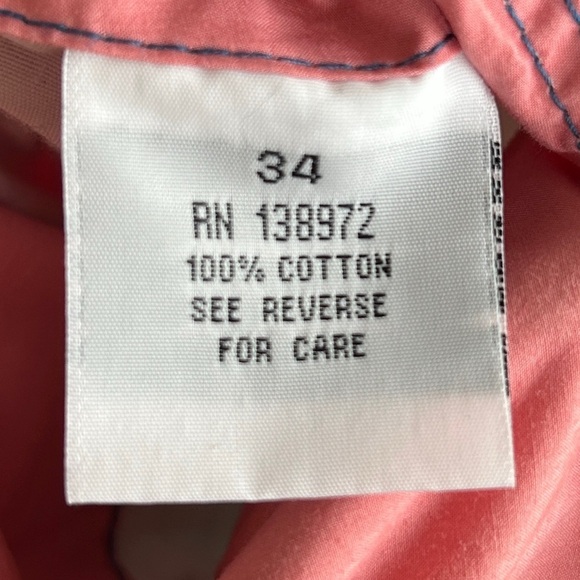 34
RN 138972
100% COTTON
SEE REVERSE
FOR CARE